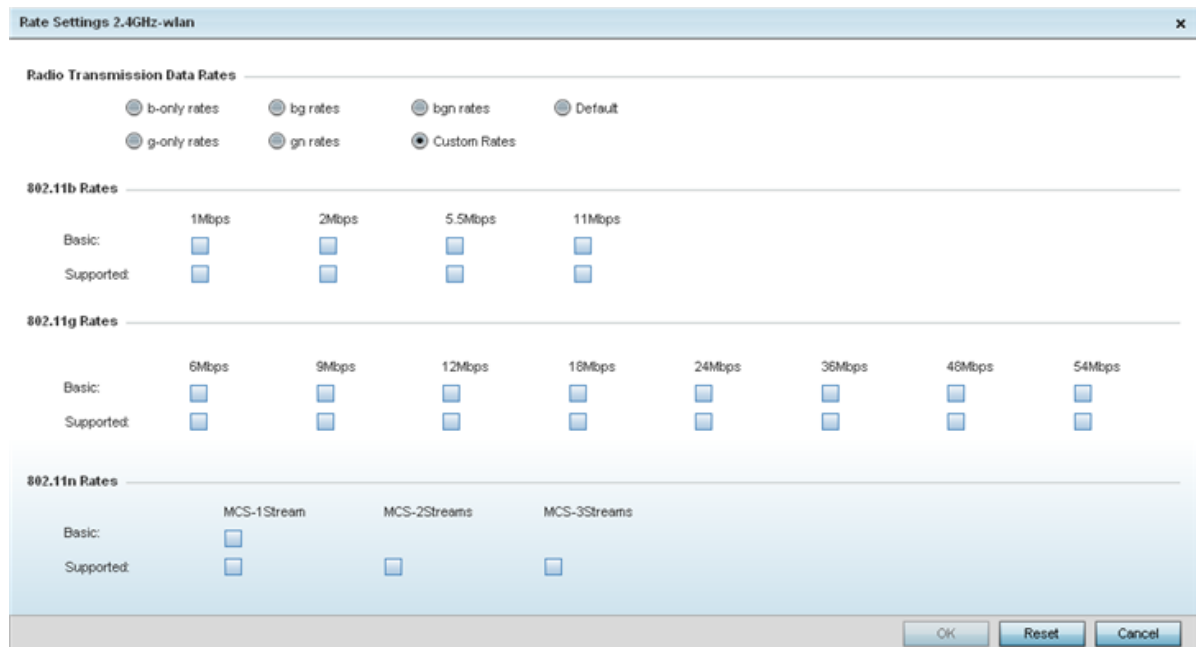 Rate Settings 2.4GHz-wlan x
Radio Transmission Data Rates
b-only rates bg rates bgn rates Default
g-only rates gn rates Custom Rates
802.11b Rates
1Mbps 2Mbps 5.5Mbps 11Mbps
Basic:
Supported:
802.11g Rates
6Mbps 9Mbps 12Mbps 18Mbps 24Mbps 36Mbps 48Mbps 54Mbps
Basic:
Supported:
802.11n Rates
MCS-1Stream MCS-2Streams MCS-3Streams
Basic:
Supported:
OK Reset Cancel